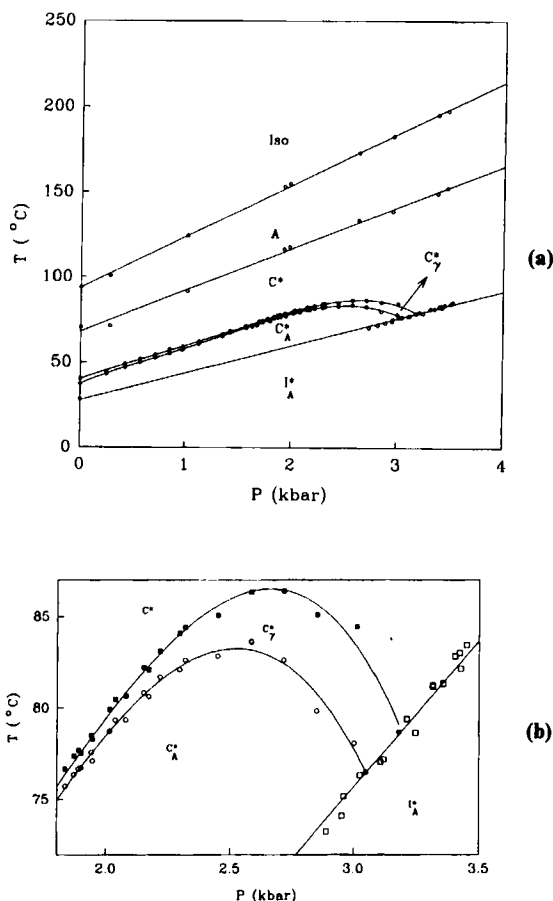 250
200
150
100
50
0
T (°C)
Iso
A
C*
C*γ
C*A
I*A
0 1 2 3 4
P (kbar)
(a)
85
80
75
T (°C)
C*
C*γ
C*A
I*A
2.0 2.5 3.0 3.5
P (kbar)
(b)